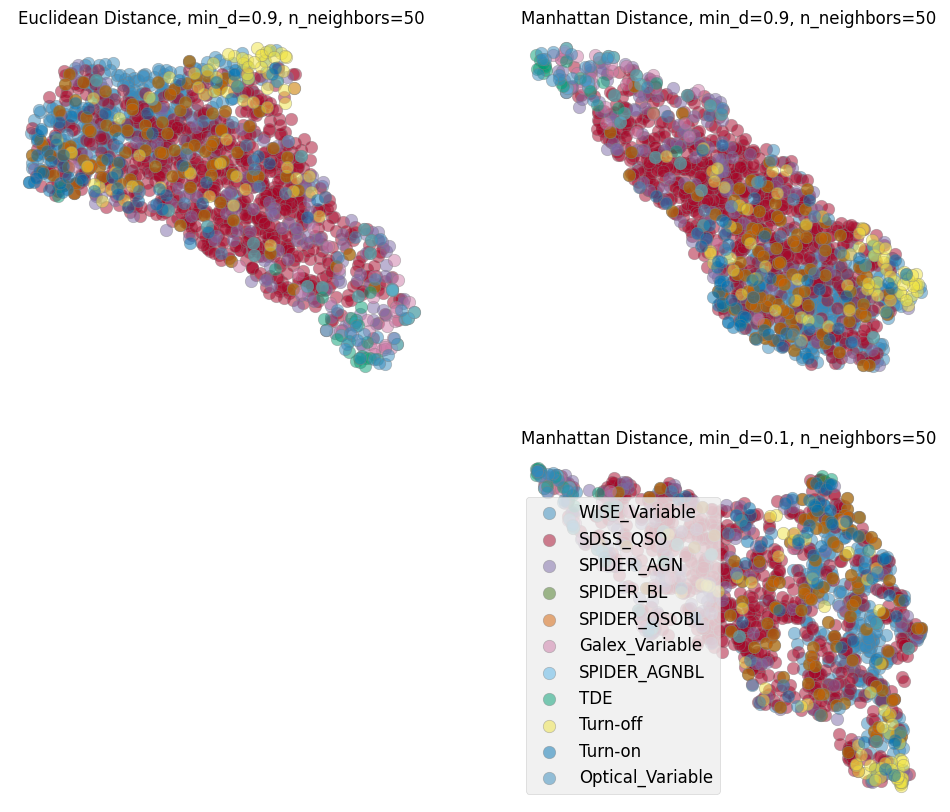 Euclidean Distance, min_d=0.9, n_neighbors=50
Manhattan Distance, min_d=0.9, n_neighbors=50
Manhattan Distance, min_d=0.1, n_neighbors=50
WISE_Variable
SDSS_QSO
SPIDER_AGN
SPIDER_BL
SPIDER_QSOBL
Galex_Variable
SPIDER_AGNBL
TDE
Turn-off
Turn-on
Optical_Variable